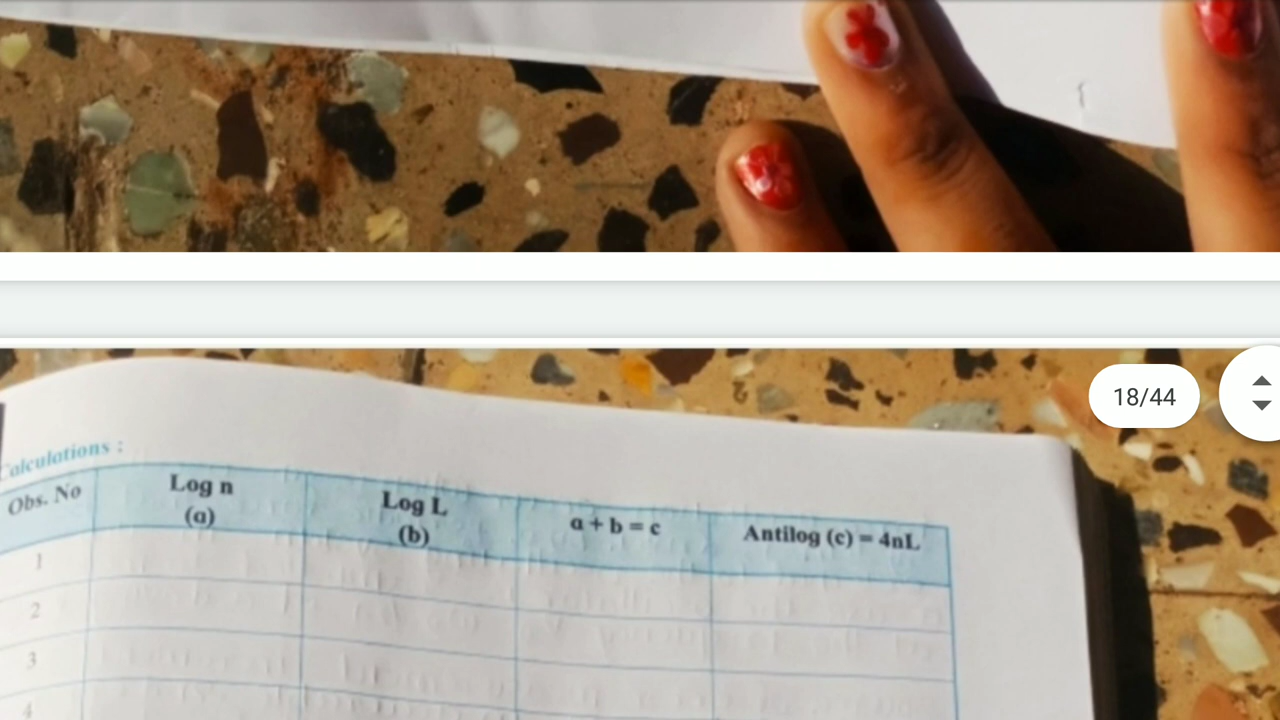 18/44
Calculations :
Obs. No
Log n
(a)
Log L
(b)
a + b = c
Antilog (c) = 4nL
1
2
3
4